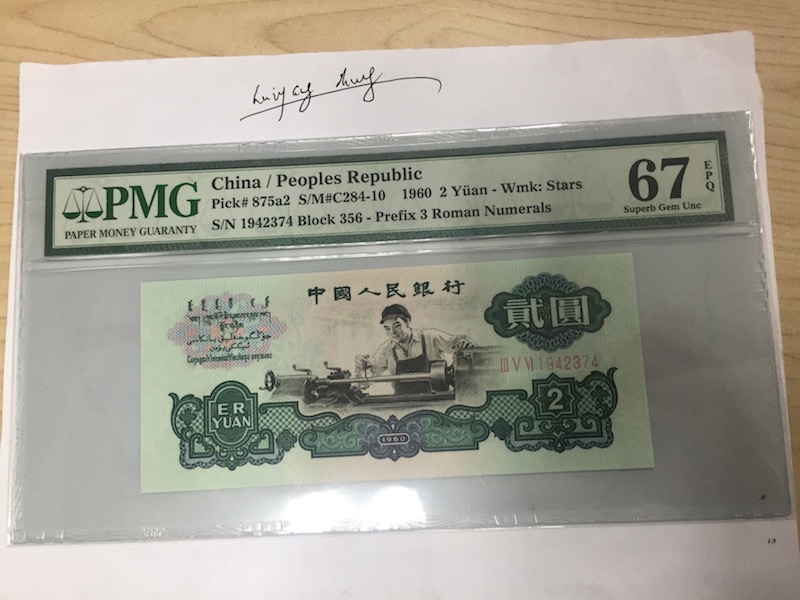 PMG
PAPER MONEY GUARANTY
China / Peoples Republic
Pick# 875a2 S/M#C284-10 1960 2 Yüan - Wmk: Stars
S/N 1942374 Block 356 - Prefix 3 Roman Numerals
67 EPQ
Superb Gem Unc
中國人民銀行
貳圓
III V VI 1942374
ER
YUAN
1960
2